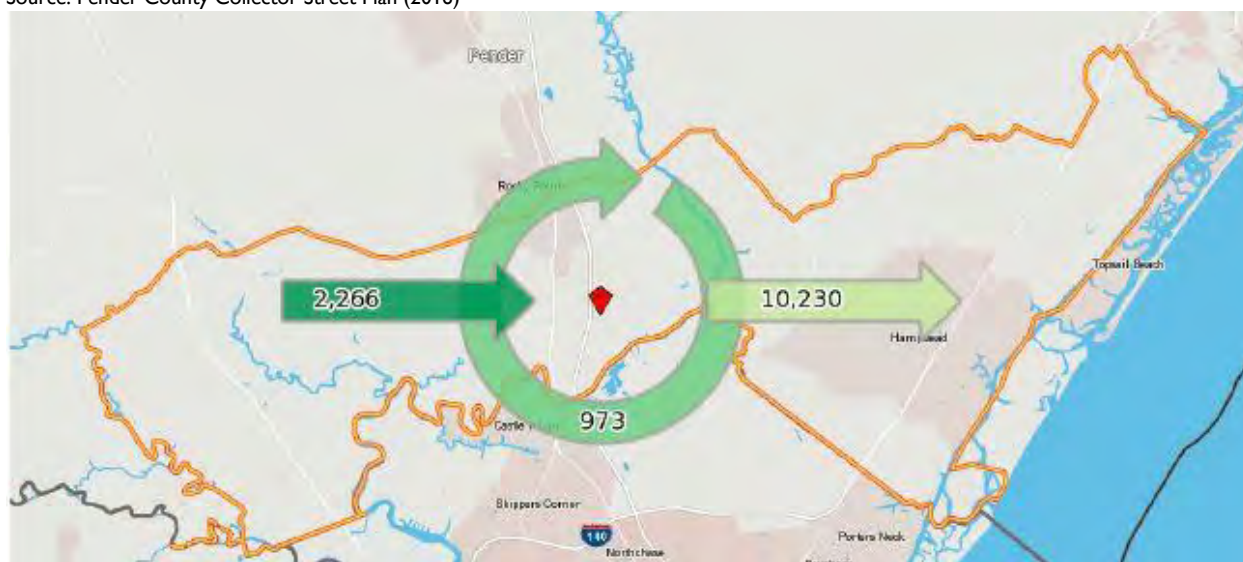 Source: Pender County Collector Street Plan (2016)
Pender
Rocky Point
Topsail Beach
2,266
10,230
Hampstead
973
Castle
Skippers Corner
140
Northchase
Porters Neck